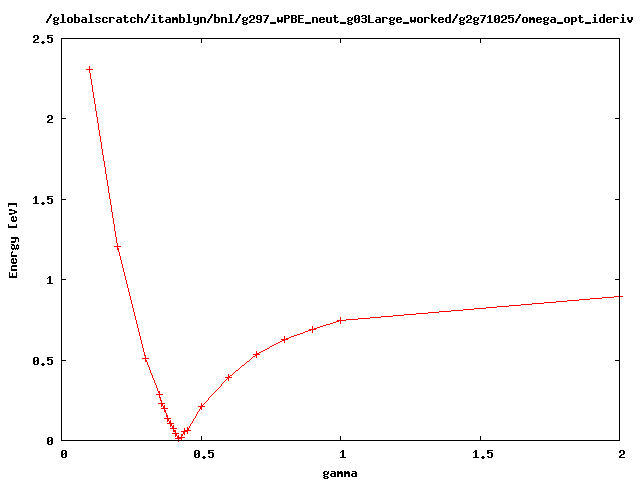 /globalscratch/itamblyn/bnl/g297_wPBE_neut_g03Large_worked/g2g71025/omega_opt_ideriv
2.5
2
1.5
1
0.5
0
Energy [eV]
0 0.5 1 1.5 2
gamma